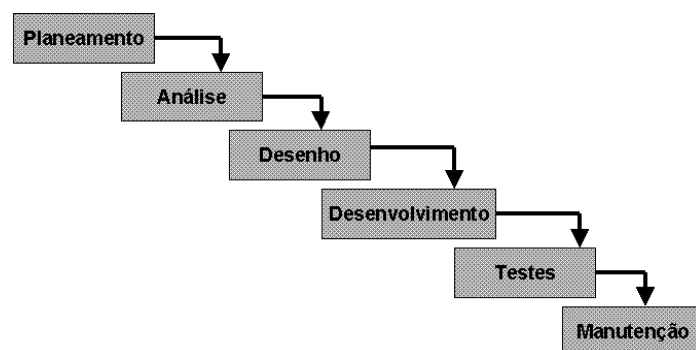 Planeamento
Análise
Desenho
Desenvolvimento
Testes
Manutenção